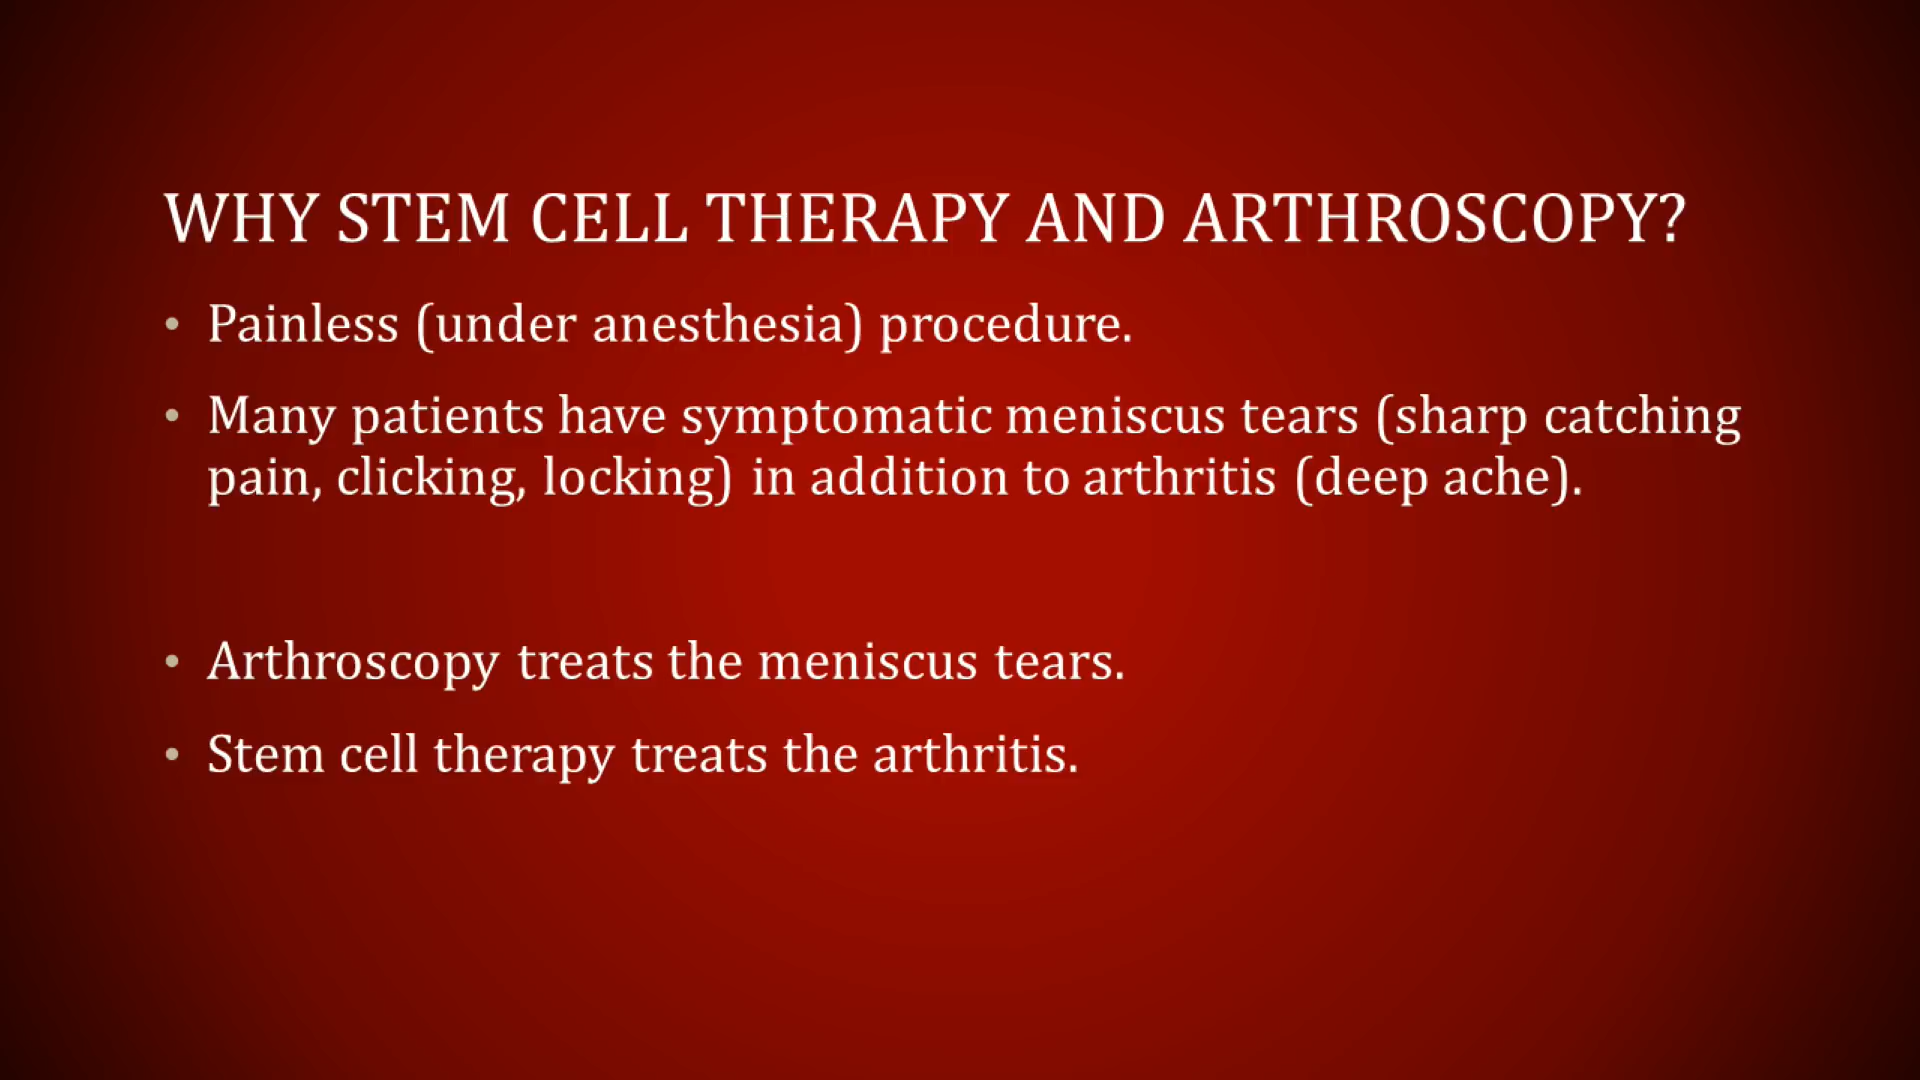 WHY STEM CELL THERAPY AND ARTHROSCOPY?
• Painless (under anesthesia) procedure.
• Many patients have symptomatic meniscus tears (sharp catching
pain, clicking, locking) in addition to arthritis (deep ache).
• Arthroscopy treats the meniscus tears.
• Stem cell therapy treats the arthritis.